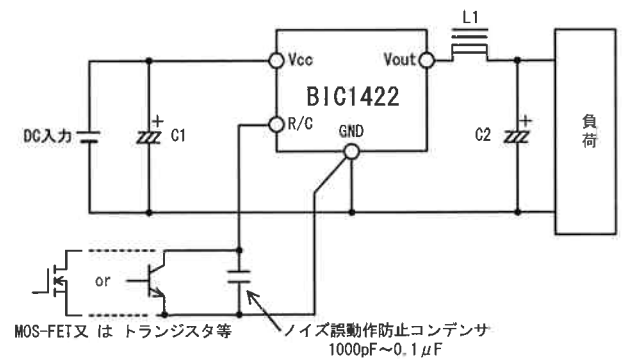 L1
Vcc
Vout
BIC1422
R/C
GND
DC入力
+
C1
C2
+
負荷
or
MOS-FET又 は トランジスタ等
ノイズ誤動作防止コンデンサ
1000pF～0.1μF